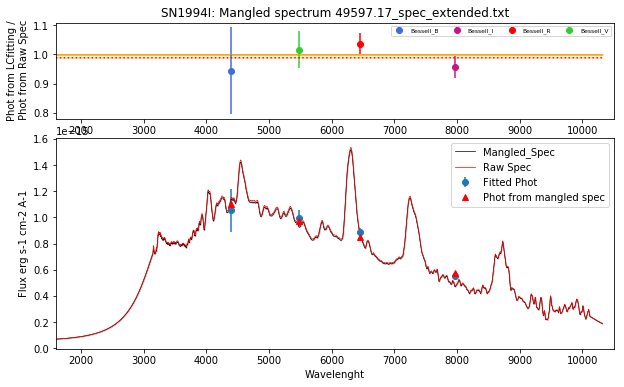 SN1994I: Mangled spectrum 49597.17_spec_extended.txt
Phot from LCfitting /
Phot from Raw Spec
1.1
1.0
0.9
0.8
Bessell_B
Bessell_I
Bessell_R
Bessell_V
2000 3000 4000 5000 6000 7000 8000 9000 10000
Flux erg s-1 cm-2 A-1
1.6
1.4
1.2
1.0
0.8
0.6
0.4
0.2
0.0
Mangled_Spec
Raw Spec
Fitted Phot
Phot from mangled spec
2000 3000 4000 5000 6000 7000 8000 9000 10000
Wavelenght